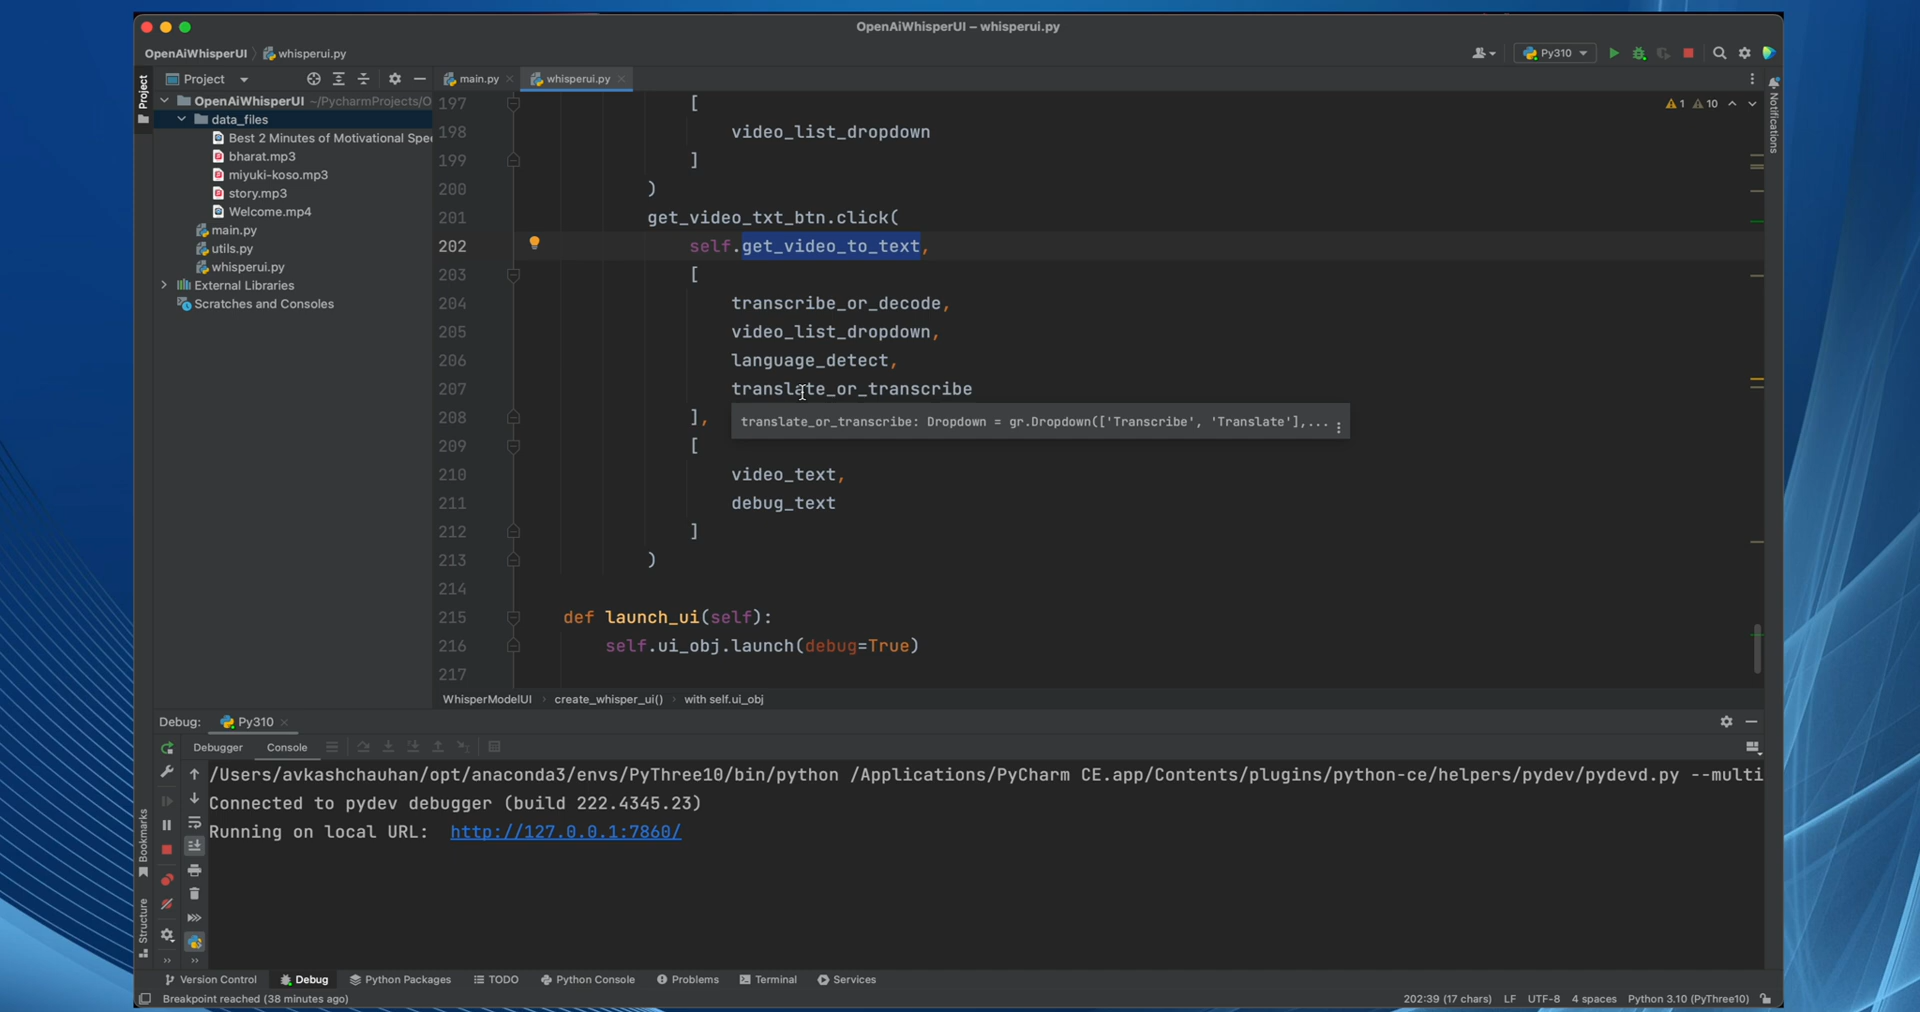 OpenAiWhisperUI – whisperui.py
OpenAiWhisperUI whisperui.py
Py310
Project
main.py
whisperui.py
Project
Notifications
OpenAiWhisperUI ~/PycharmProjects/O
data_files
Best 2 Minutes of Motivational Spee
bharat.mp3
miyuki-koso.mp3
story.mp3
Welcome.mp4
main.py
utils.py
whisperui.py
External Libraries
Scratches and Consoles
1 10
197 [
198 video_list_dropdown
199 ]
200 )
201 get_video_txt_btn.click(
202 self.get_video_to_text,
203 [
204 transcribe_or_decode,
205 video_list_dropdown,
206 language_detect,
207 translate_or_transcribe
208 ],
translate_or_transcribe: Dropdown = gr.Dropdown(['Transcribe', 'Translate'],...
209 [
210 video_text,
211 debug_text
212 ]
213 )
214
215 def launch_ui(self):
216 self.ui_obj.launch(debug=True)
217
WhisperModelUI create_whisper_ui() with self.ui_obj
Debug: Py310
Debugger Console
/Users/avkashchauhan/opt/anaconda3/envs/PyThree10/bin/python /Applications/PyCharm CE.app/Contents/plugins/python-ce/helpers/pydev/pydevd.py --multi
Connected to pydev debugger (build 222.4345.23)
Running on local URL: http://127.0.0.1:7860/
Bookmarks
Structure
Version Control Debug Python Packages TODO Python Console Problems Terminal Services
Breakpoint reached (38 minutes ago) 202:39 (17 chars) LF UTF-8 4 spaces Python 3.10 (PyThree10)